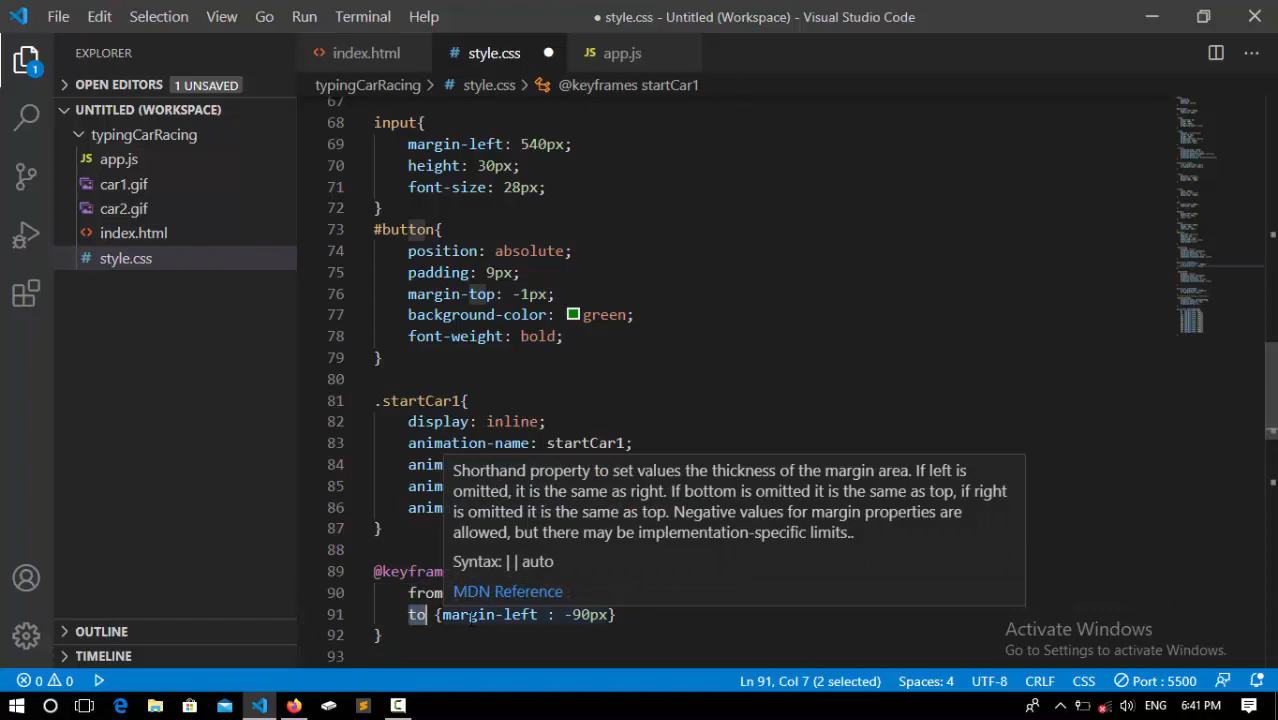 File Edit Selection View Go Run Terminal Help
● style.css - Untitled (Workspace) - Visual Studio Code
EXPLORER
index.html
style.css
app.js
OPEN EDITORS 1 UNSAVED
typingCarRacing > # style.css > @keyframes startCar1
UNTITLED (WORKSPACE)
typingCarRacing
JS app.js
car1.gif
car2.gif
index.html
# style.css
67
68 input{
69 margin-left: 540px;
70 height: 30px;
71 font-size: 28px;
72 }
73 #button{
74 position: absolute;
75 padding: 9px;
76 margin-top: -1px;
77 background-color: green;
78 font-weight: bold;
79 }
80
81 .startCar1{
82 display: inline;
83 animation-name: startCar1;
84 anim
85 anim
86 anim
87 }
88
89 @keyfram
90 from
91 to {margin-left : -90px}
92 }
93
Shorthand property to set values the thickness of the margin area. If left is
omitted, it is the same as right. If bottom is omitted it is the same as top, if right
is omitted it is the same as top. Negative values for margin properties are
allowed, but there may be implementation-specific limits..
Syntax: | | auto
MDN Reference
OUTLINE
TIMELINE
Activate Windows
Go to Settings to activate Windows.
0 0 Ln 91, Col 7 (2 selected) Spaces: 4 UTF-8 CRLF CSS Port : 5500
ENG 6:41 PM